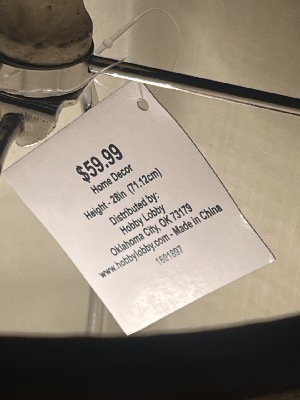 $59.99
Home Decor
Height - 28in (71.12cm)
Distributed by:
Hobby Lobby
Oklahoma City, OK 73179
www.hobbylobby.com - Made in China
1601897